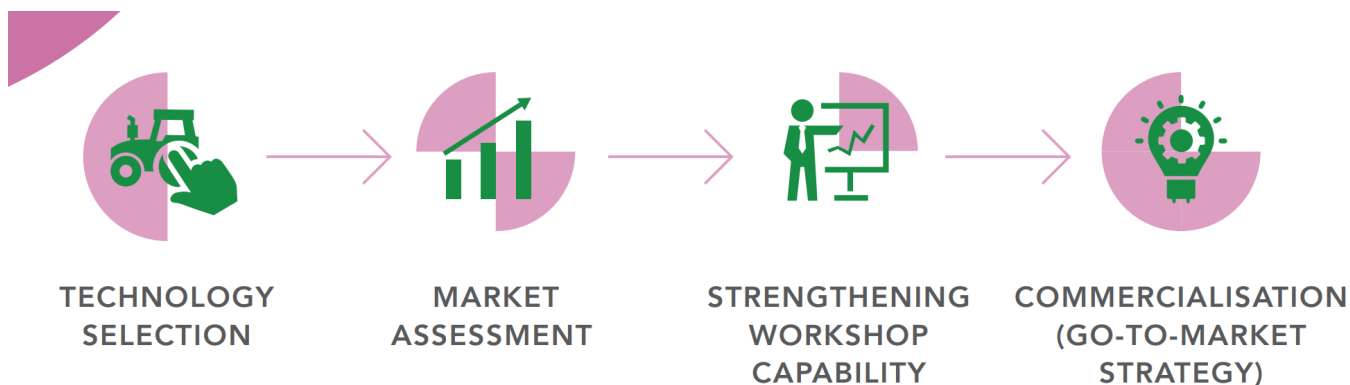 TECHNOLOGY
SELECTION
MARKET
ASSESSMENT
STRENGTHENING
WORKSHOP
CAPABILITY
COMMERCIALISATION
(GO-TO-MARKET
STRATEGY)